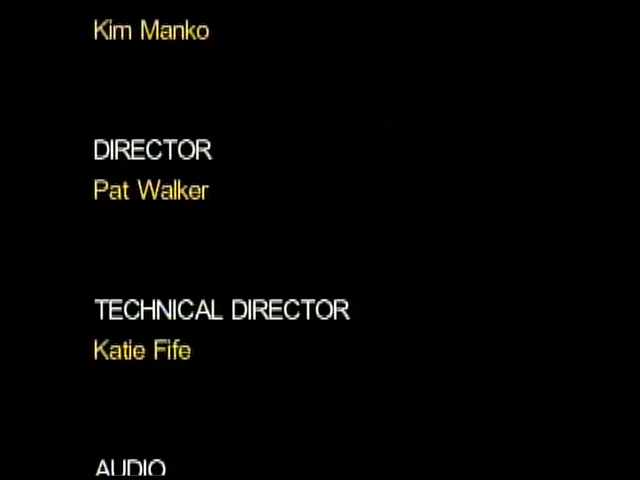 Kim Manko
DIRECTOR
Pat Walker
TECHNICAL DIRECTOR
Katie Fife
AUDIO